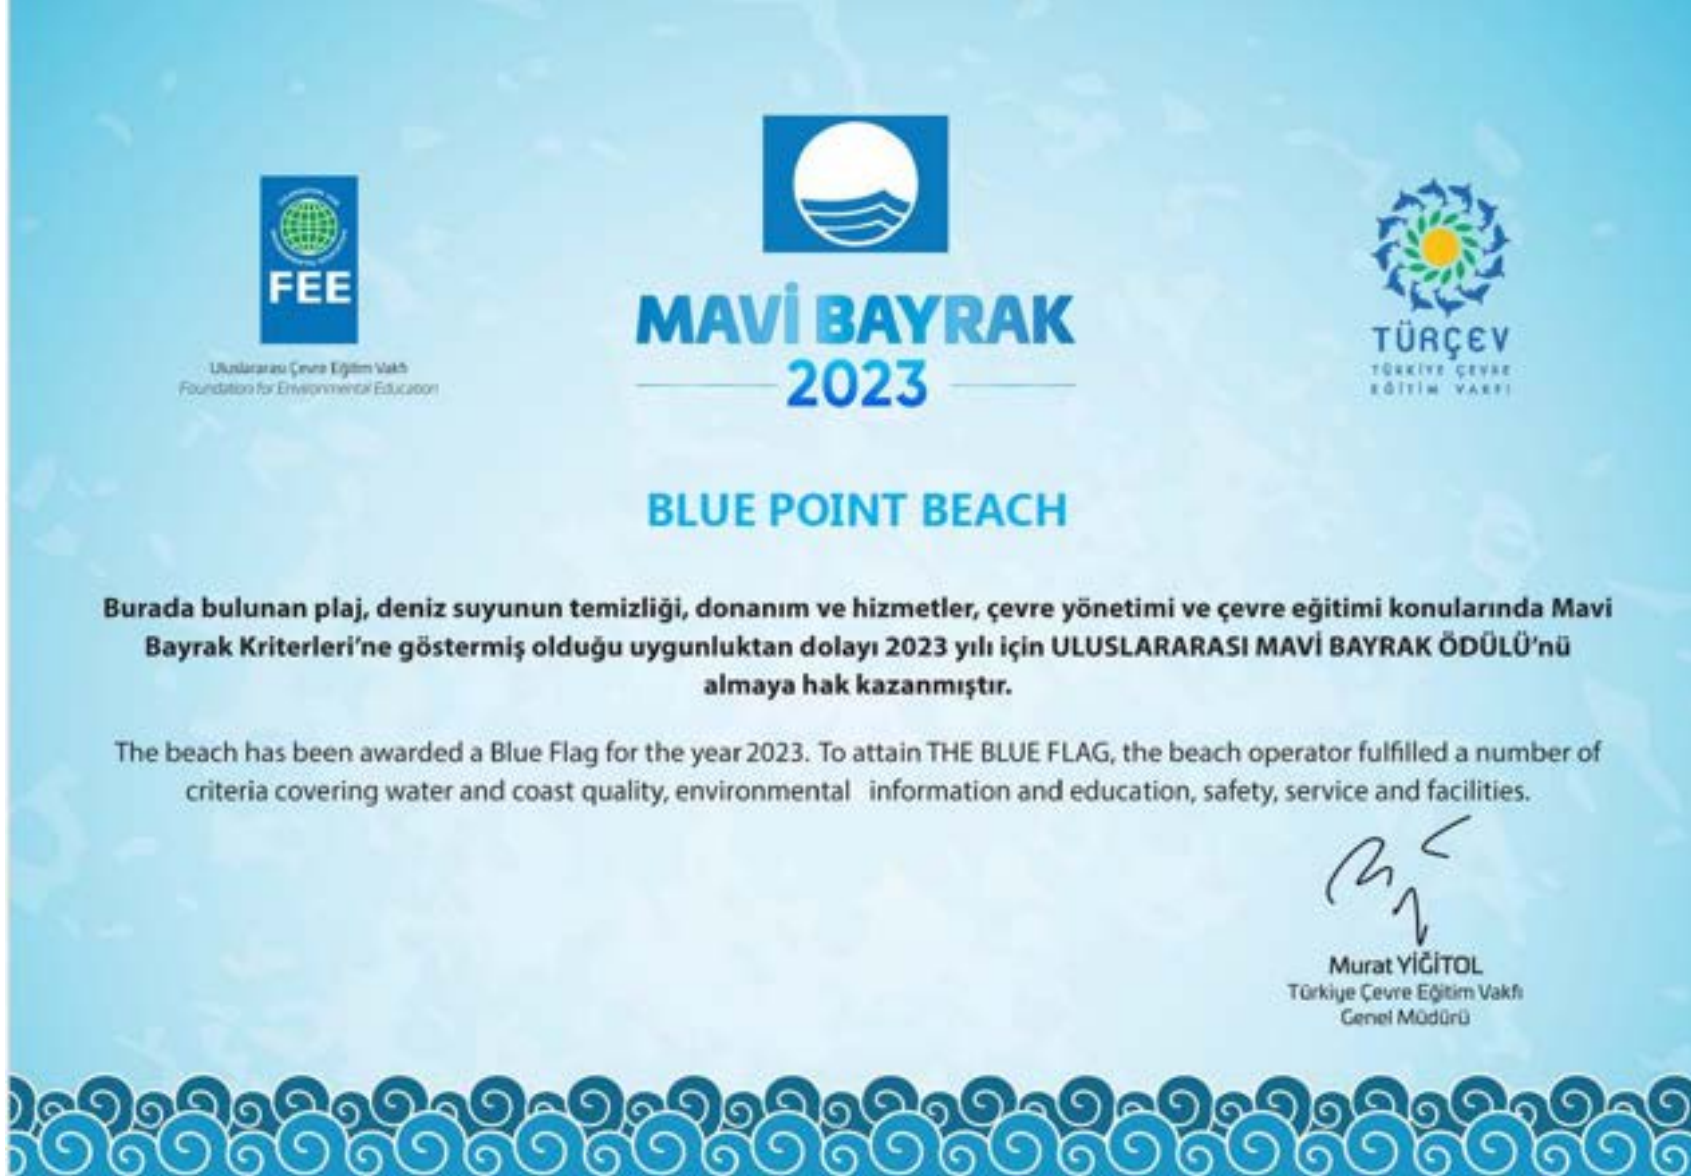 FEE
Uluslararası Çevre Eğitim Vakfı
Foundation for Environmental Education
MAVİ BAYRAK
2023
TÜRÇEV
TÜRKİYE ÇEVRE
EĞİTİM VAKFI
BLUE POINT BEACH
Burada bulunan plaj, deniz suyunun temizliği, donanım ve hizmetler, çevre yönetimi ve çevre eğitimi konularında Mavi
Bayrak Kriterleri'ne göstermiş olduğu uygunluktan dolayı 2023 yılı için ULUSLARARASI MAVİ BAYRAK ÖDÜLÜ'nü
almaya hak kazanmıştır.
The beach has been awarded a Blue Flag for the year 2023. To attain THE BLUE FLAG, the beach operator fulfilled a number of
criteria covering water and coast quality, environmental information and education, safety, service and facilities.
Murat YİĞİTOL
Türkiye Çevre Eğitim Vakfı
Genel Müdürü